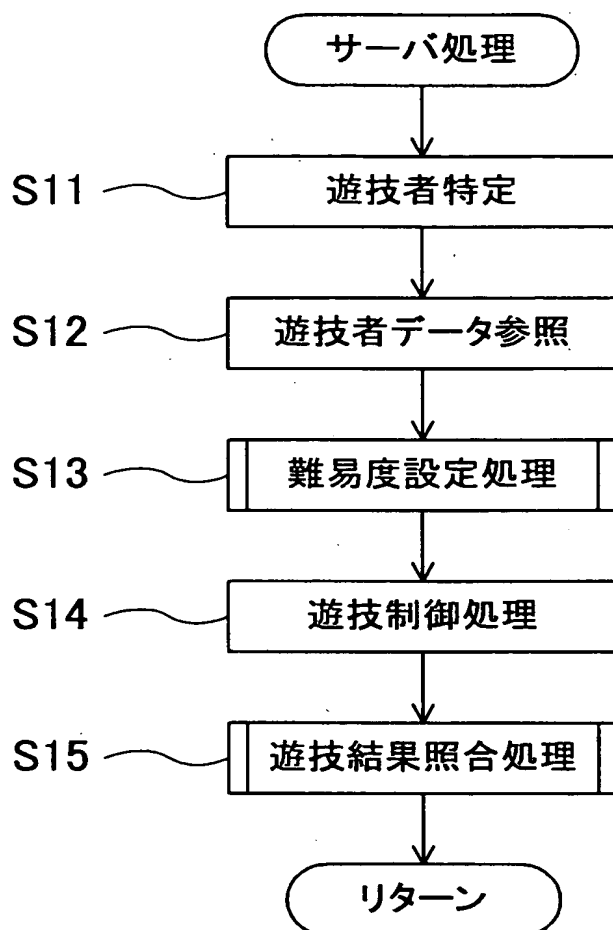 サーバ処理
S11 遊技者特定
S12 遊技者データ参照
S13 難易度設定処理
S14 遊技制御処理
S15 遊技結果照合処理
リターン